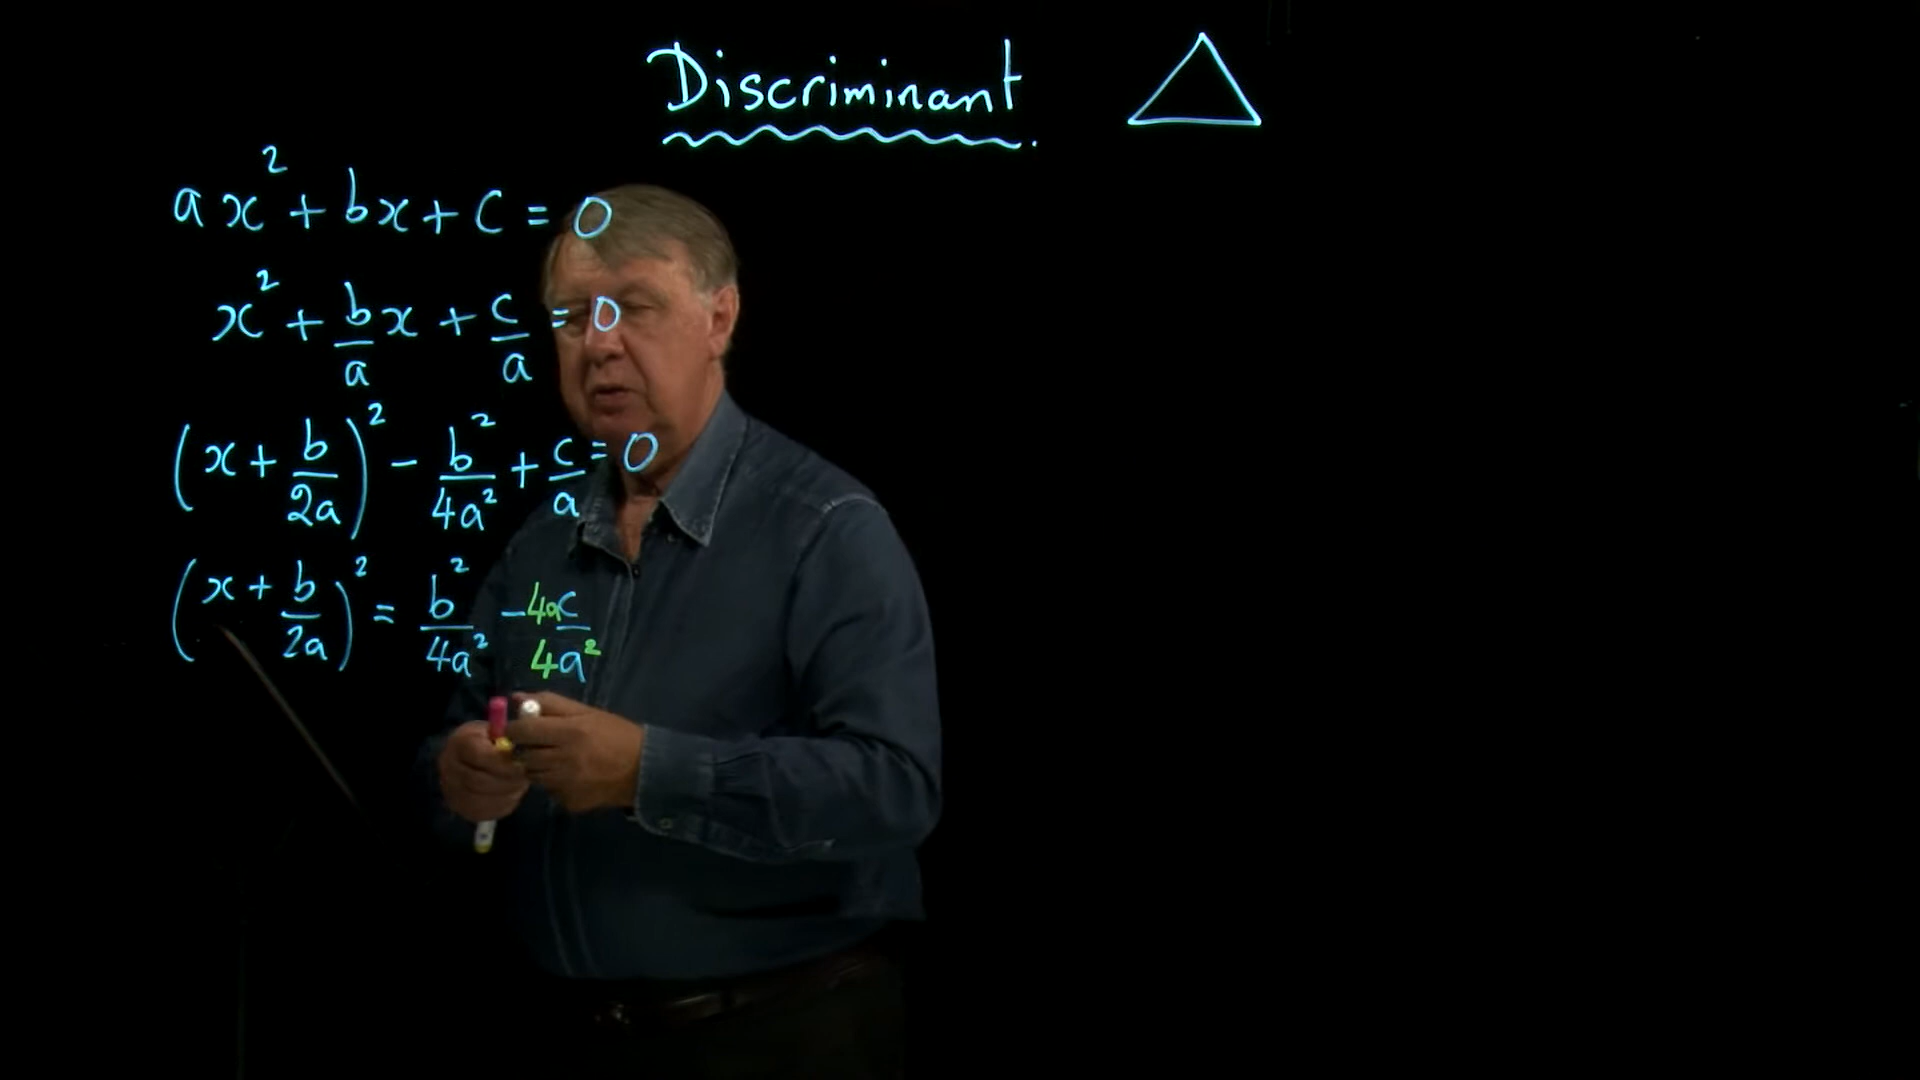 Discriminant. △
ax² + bx + c = 0
x² + b/a x + c/a = 0
(x + b/2a)² - b²/4a² + c/a = 0
(x + b/2a)² = b²/4a² - 4ac/4a²